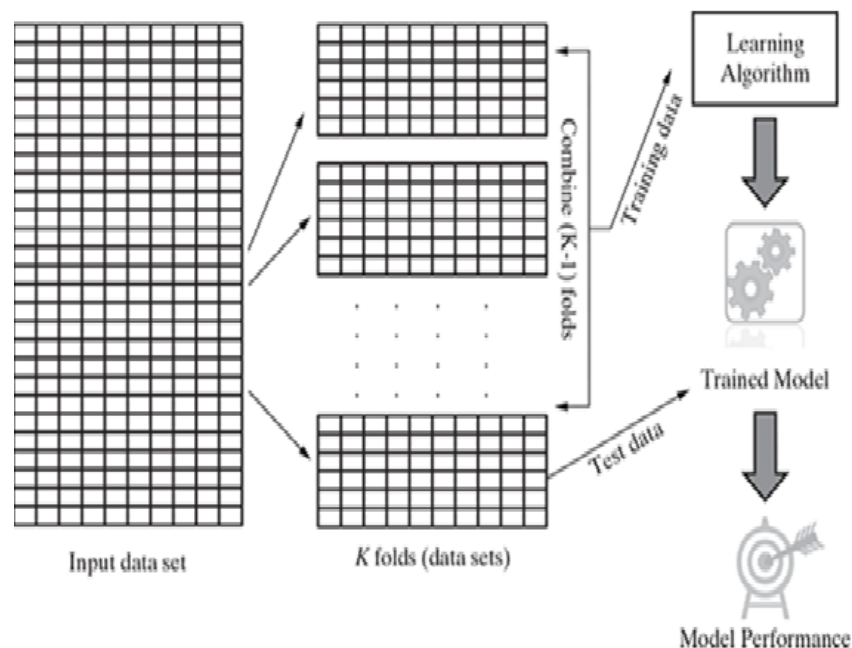 Learning
Algorithm
Combine (K-1) folds
Training data
Trained Model
Test data
Input data set
K folds (data sets)
Model Performance